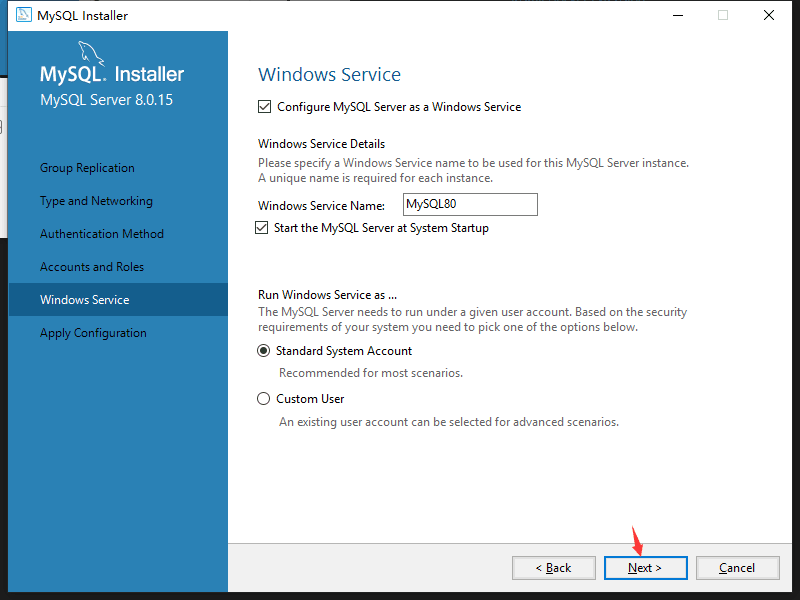 MySQL Installer
MySQL. Installer
MySQL Server 8.0.15
Group Replication
Type and Networking
Authentication Method
Accounts and Roles
Windows Service
Apply Configuration
Windows Service
Configure MySQL Server as a Windows Service
Windows Service Details
Please specify a Windows Service name to be used for this MySQL Server instance.
A unique name is required for each instance.
Windows Service Name: MySQL80
Start the MySQL Server at System Startup
Run Windows Service as ...
The MySQL Server needs to run under a given user account. Based on the security
requirements of your system you need to pick one of the options below.
Standard System Account
Recommended for most scenarios.
Custom User
An existing user account can be selected for advanced scenarios.
< Back Next > Cancel